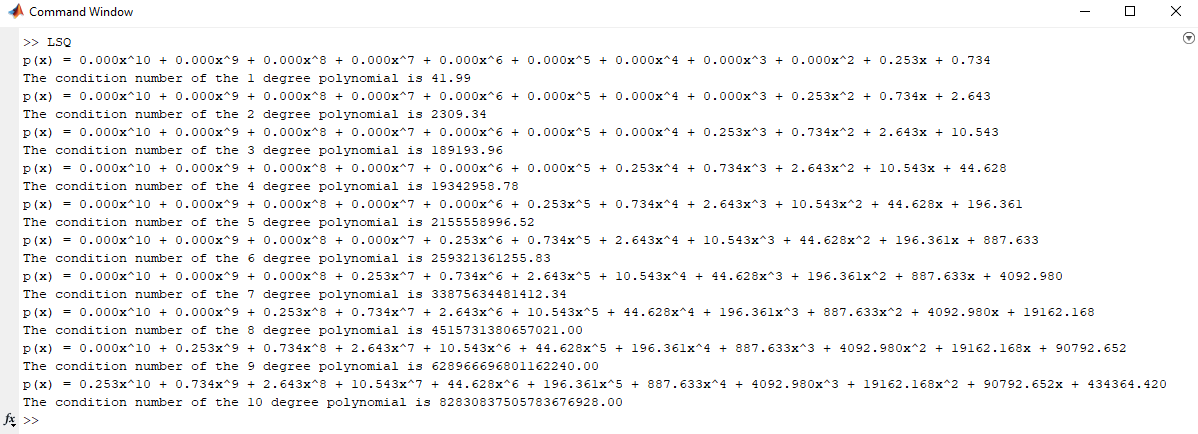 Command Window
>> LSQ
p(x) = 0.000x^10 + 0.000x^9 + 0.000x^8 + 0.000x^7 + 0.000x^6 + 0.000x^5 + 0.000x^4 + 0.000x^3 + 0.000x^2 + 0.253x + 0.734
The condition number of the 1 degree polynomial is 41.99
p(x) = 0.000x^10 + 0.000x^9 + 0.000x^8 + 0.000x^7 + 0.000x^6 + 0.000x^5 + 0.000x^4 + 0.000x^3 + 0.253x^2 + 0.734x + 2.643
The condition number of the 2 degree polynomial is 2309.34
p(x) = 0.000x^10 + 0.000x^9 + 0.000x^8 + 0.000x^7 + 0.000x^6 + 0.000x^5 + 0.000x^4 + 0.253x^3 + 0.734x^2 + 2.643x + 10.543
The condition number of the 3 degree polynomial is 189193.96
p(x) = 0.000x^10 + 0.000x^9 + 0.000x^8 + 0.000x^7 + 0.000x^6 + 0.000x^5 + 0.253x^4 + 0.734x^3 + 2.643x^2 + 10.543x + 44.628
The condition number of the 4 degree polynomial is 19342958.78
p(x) = 0.000x^10 + 0.000x^9 + 0.000x^8 + 0.000x^7 + 0.000x^6 + 0.253x^5 + 0.734x^4 + 2.643x^3 + 10.543x^2 + 44.628x + 196.361
The condition number of the 5 degree polynomial is 2155558996.52
p(x) = 0.000x^10 + 0.000x^9 + 0.000x^8 + 0.000x^7 + 0.253x^6 + 0.734x^5 + 2.643x^4 + 10.543x^3 + 44.628x^2 + 196.361x + 887.633
The condition number of the 6 degree polynomial is 259321361255.83
p(x) = 0.000x^10 + 0.000x^9 + 0.000x^8 + 0.253x^7 + 0.734x^6 + 2.643x^5 + 10.543x^4 + 44.628x^3 + 196.361x^2 + 887.633x + 4092.980
The condition number of the 7 degree polynomial is 33875634481412.34
p(x) = 0.000x^10 + 0.000x^9 + 0.253x^8 + 0.734x^7 + 2.643x^6 + 10.543x^5 + 44.628x^4 + 196.361x^3 + 887.633x^2 + 4092.980x + 19162.168
The condition number of the 8 degree polynomial is 4515731380657021.00
p(x) = 0.000x^10 + 0.253x^9 + 0.734x^8 + 2.643x^7 + 10.543x^6 + 44.628x^5 + 196.361x^4 + 887.633x^3 + 4092.980x^2 + 19162.168x + 90792.652
The condition number of the 9 degree polynomial is 628966696801162240.00
p(x) = 0.253x^10 + 0.734x^9 + 2.643x^8 + 10.543x^7 + 44.628x^6 + 196.361x^5 + 887.633x^4 + 4092.980x^3 + 19162.168x^2 + 90792.652x + 434364.420
The condition number of the 10 degree polynomial is 82830837505783676928.00
fx >>